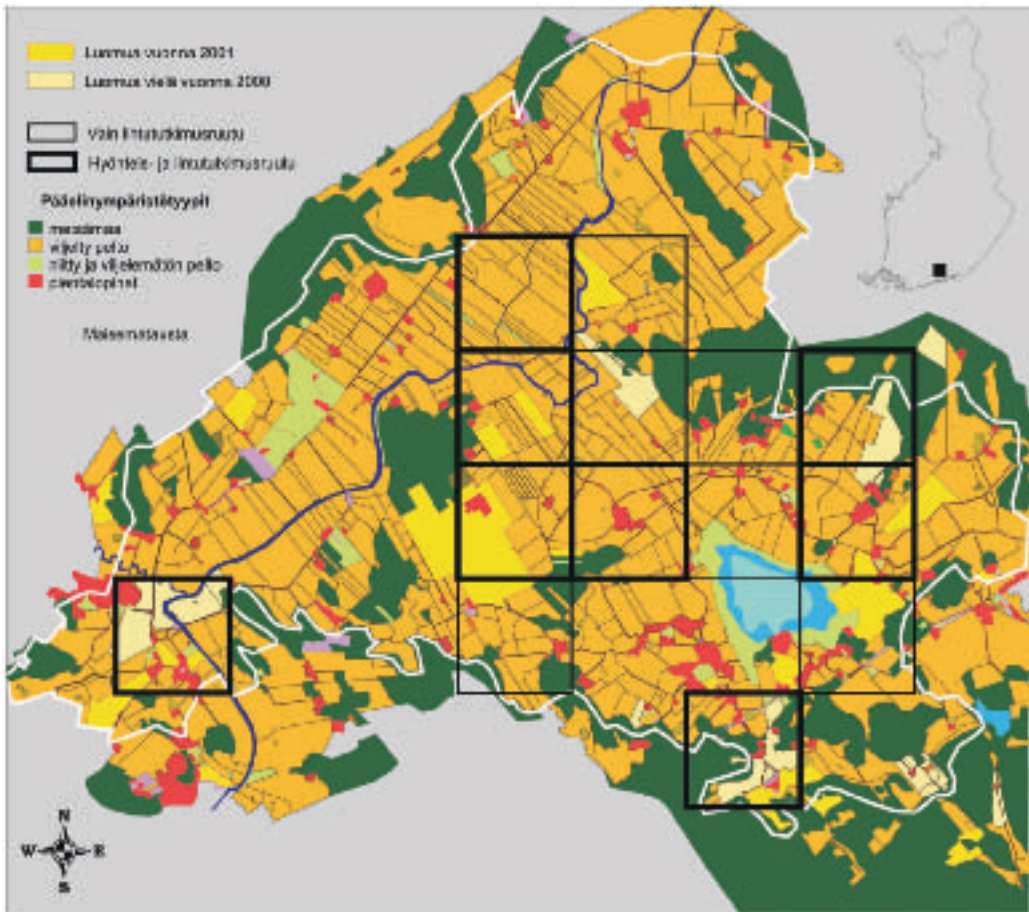 Luomus vuonna 2001
Luomus vielä vuonna 2000
Vain lintututkimusruutu
Hyönteis- ja lintututkimusruutu
Pääelinympäristötyypit
metsämaa
viljelty pelto
niitty ja viljelemätön pelto
pientalopihat
N
W E
S